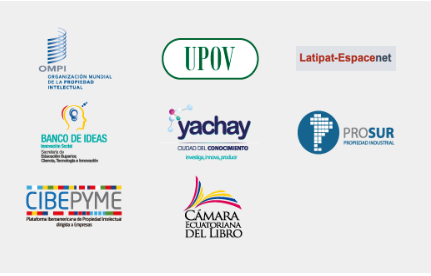 OMPI
ORGANIZACIÓN MUNDIAL
DE LA PROPIEDAD
INTELECTUAL
UPOV
Latipat-Espacenet
BANCO DE IDEAS
Innovación Social
Secretaría de
Educación Superior,
Ciencia, Tecnología e Innovación
yachay
CIUDAD DEL CONOCIMIENTO
investiga, innova, produce
PROSUR
PROPIEDAD INDUSTRIAL
CIBEPYME
Plataforma Iberoamericana de Propiedad Intelectual
dirigida a Empresas
CÁMARA
ECUATORIANA
DEL LIBRO